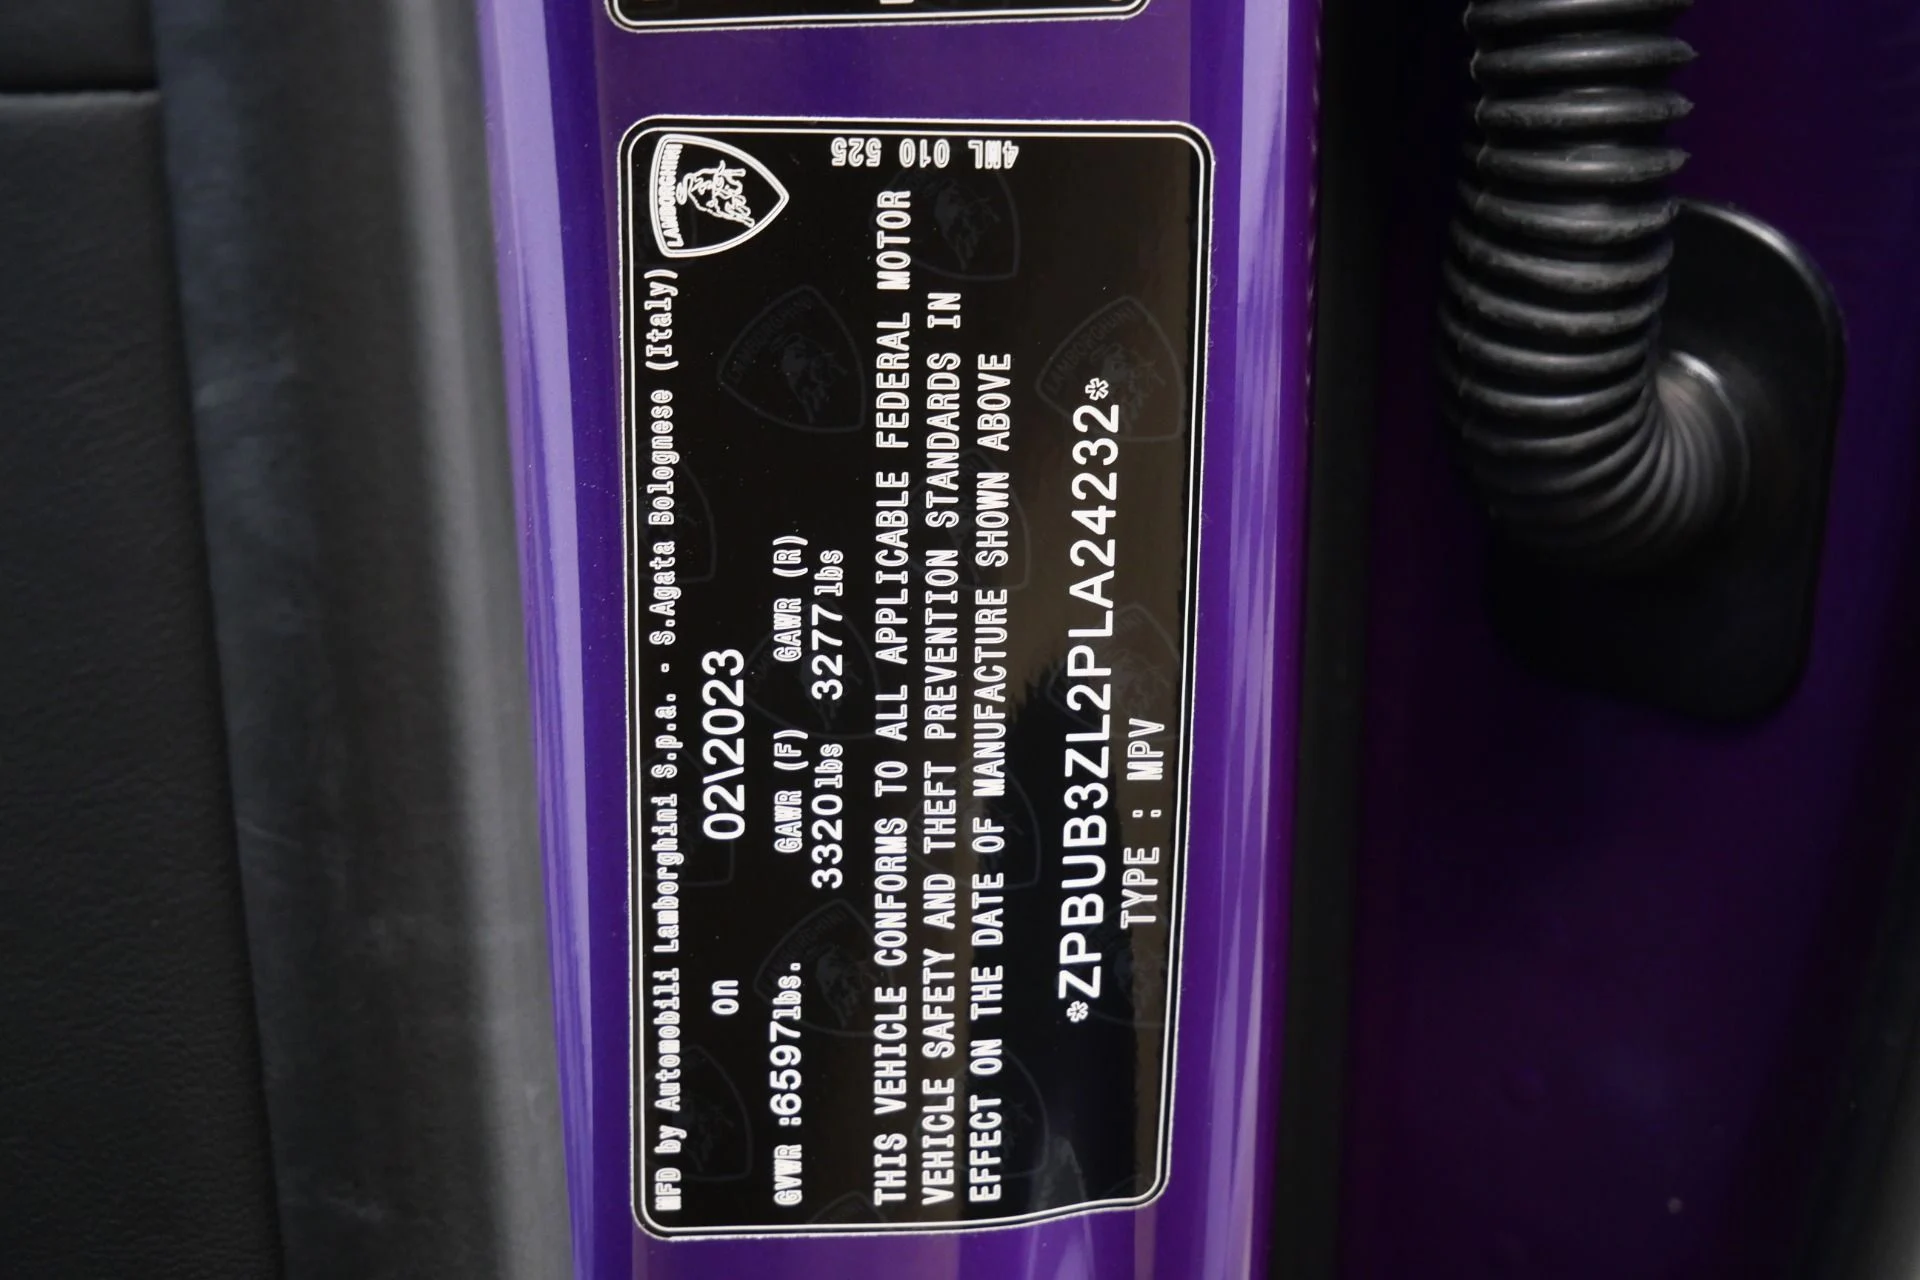 LAMBORGHINI
MFD by Automobili Lamborghini S.p.a. - S.Agata Bolognese (Italy)
on 02\2023
GVWR :6597lbs. GAWR (F) GAWR (R)
3320lbs 3277lbs
THIS VEHICLE CONFORMS TO ALL APPLICABLE FEDERAL MOTOR
VEHICLE SAFETY AND THEFT PREVENTION STANDARDS IN
EFFECT ON THE DATE OF MANUFACTURE SHOWN ABOVE
*ZPBUB3ZL2PLA24232*
TYPE : MPV
4ML 010 525